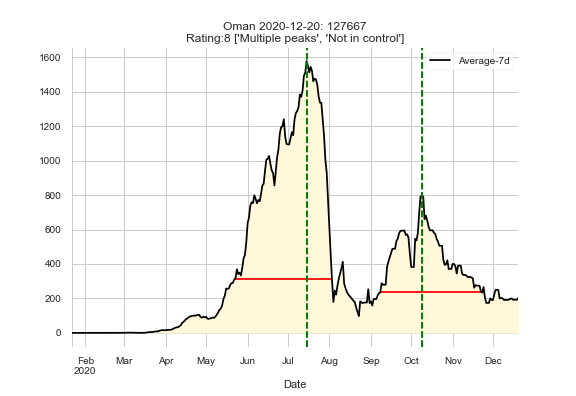 Oman 2020-12-20: 127667
Rating:8 ['Multiple peaks', 'Not in control']
Average-7d
1600
1400
1200
1000
800
600
400
200
0
Feb Mar Apr May Jun Jul Aug Sep Oct Nov Dec
2020
Date